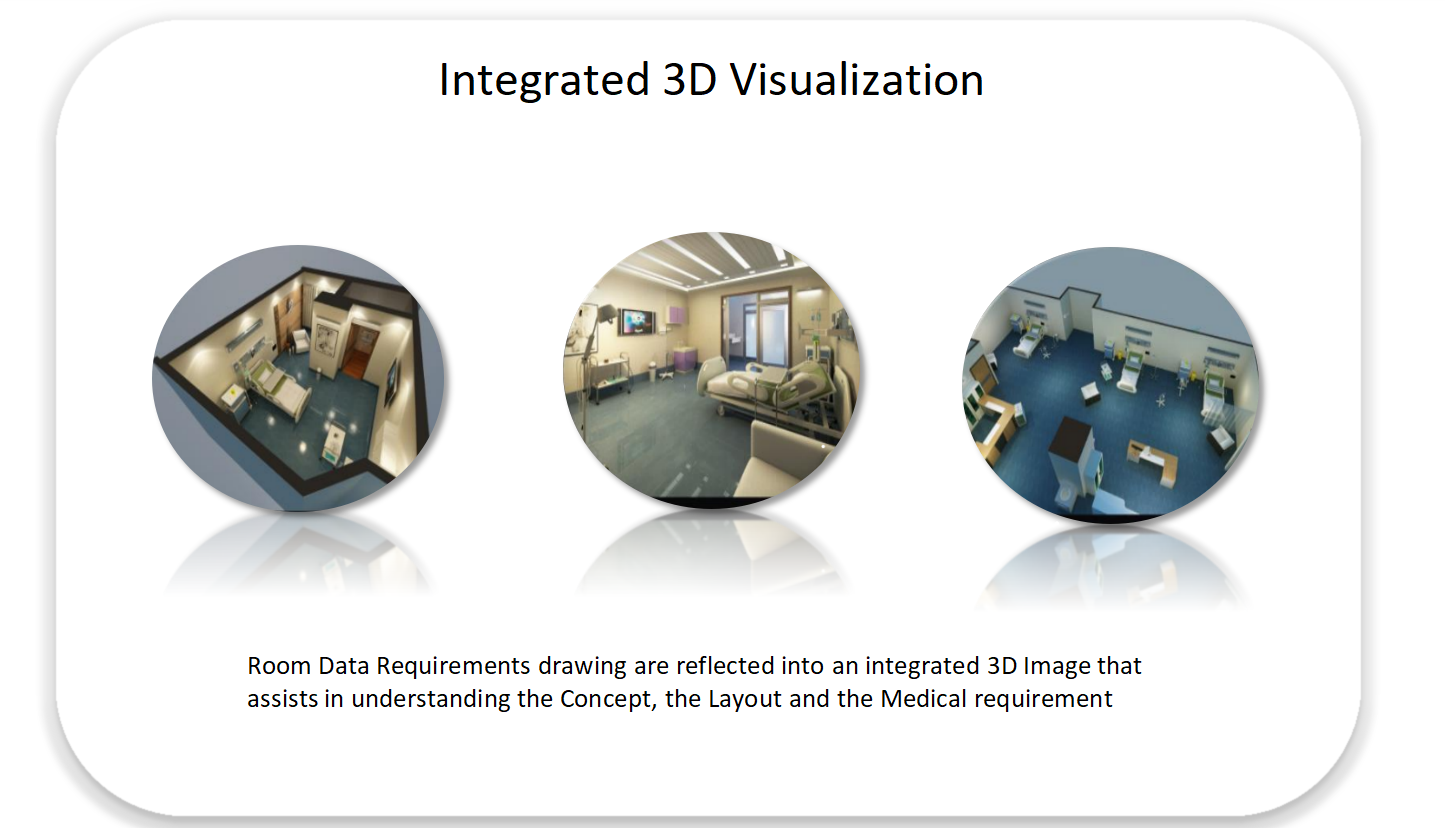 Integrated 3D Visualization
Room Data Requirements drawing are reflected into an integrated 3D Image that
assists in understanding the Concept, the Layout and the Medical requirement